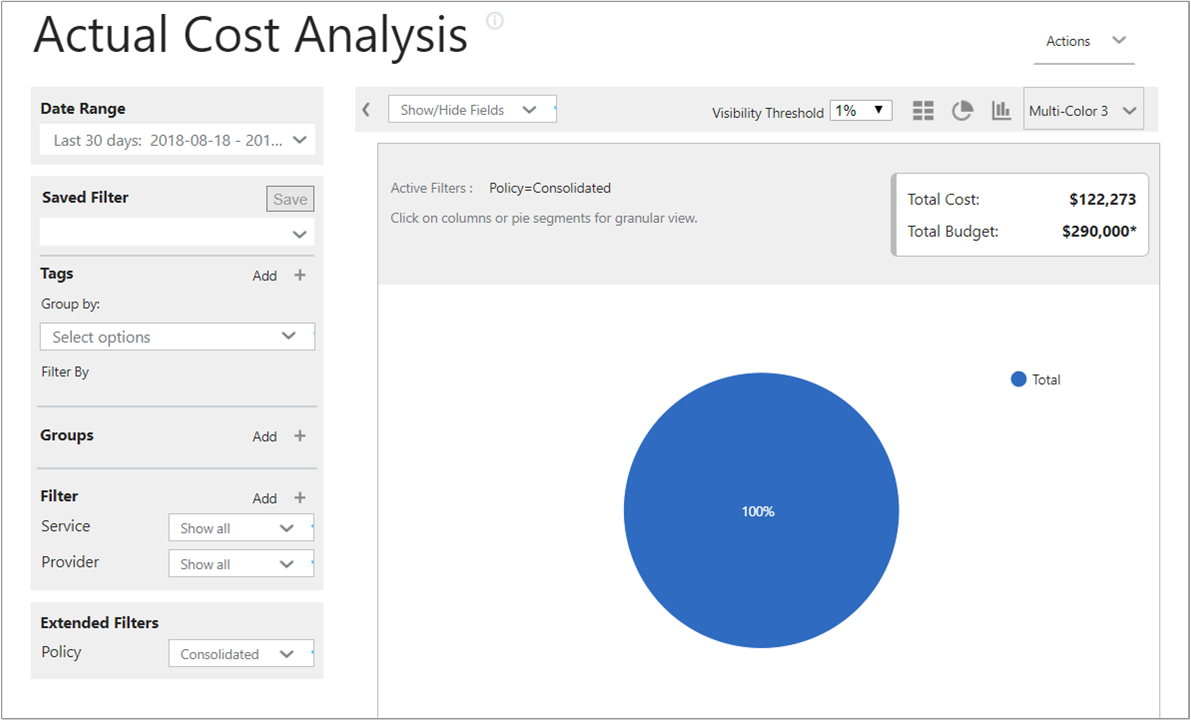 Actual Cost Analysis
Actions
Date Range
Last 30 days: 2018-08-18 - 201...
Saved Filter
Save
Tags
Add +
Group by:
Select options
Filter By
Groups
Add +
Filter
Add +
Service
Show all
Provider
Show all
Extended Filters
Policy
Consolidated
Show/Hide Fields
Visibility Threshold
1%
Multi-Color 3
Active Filters : Policy=Consolidated
Click on columns or pie segments for granular view.
Total Cost: $122,273
Total Budget: $290,000*
100%
Total